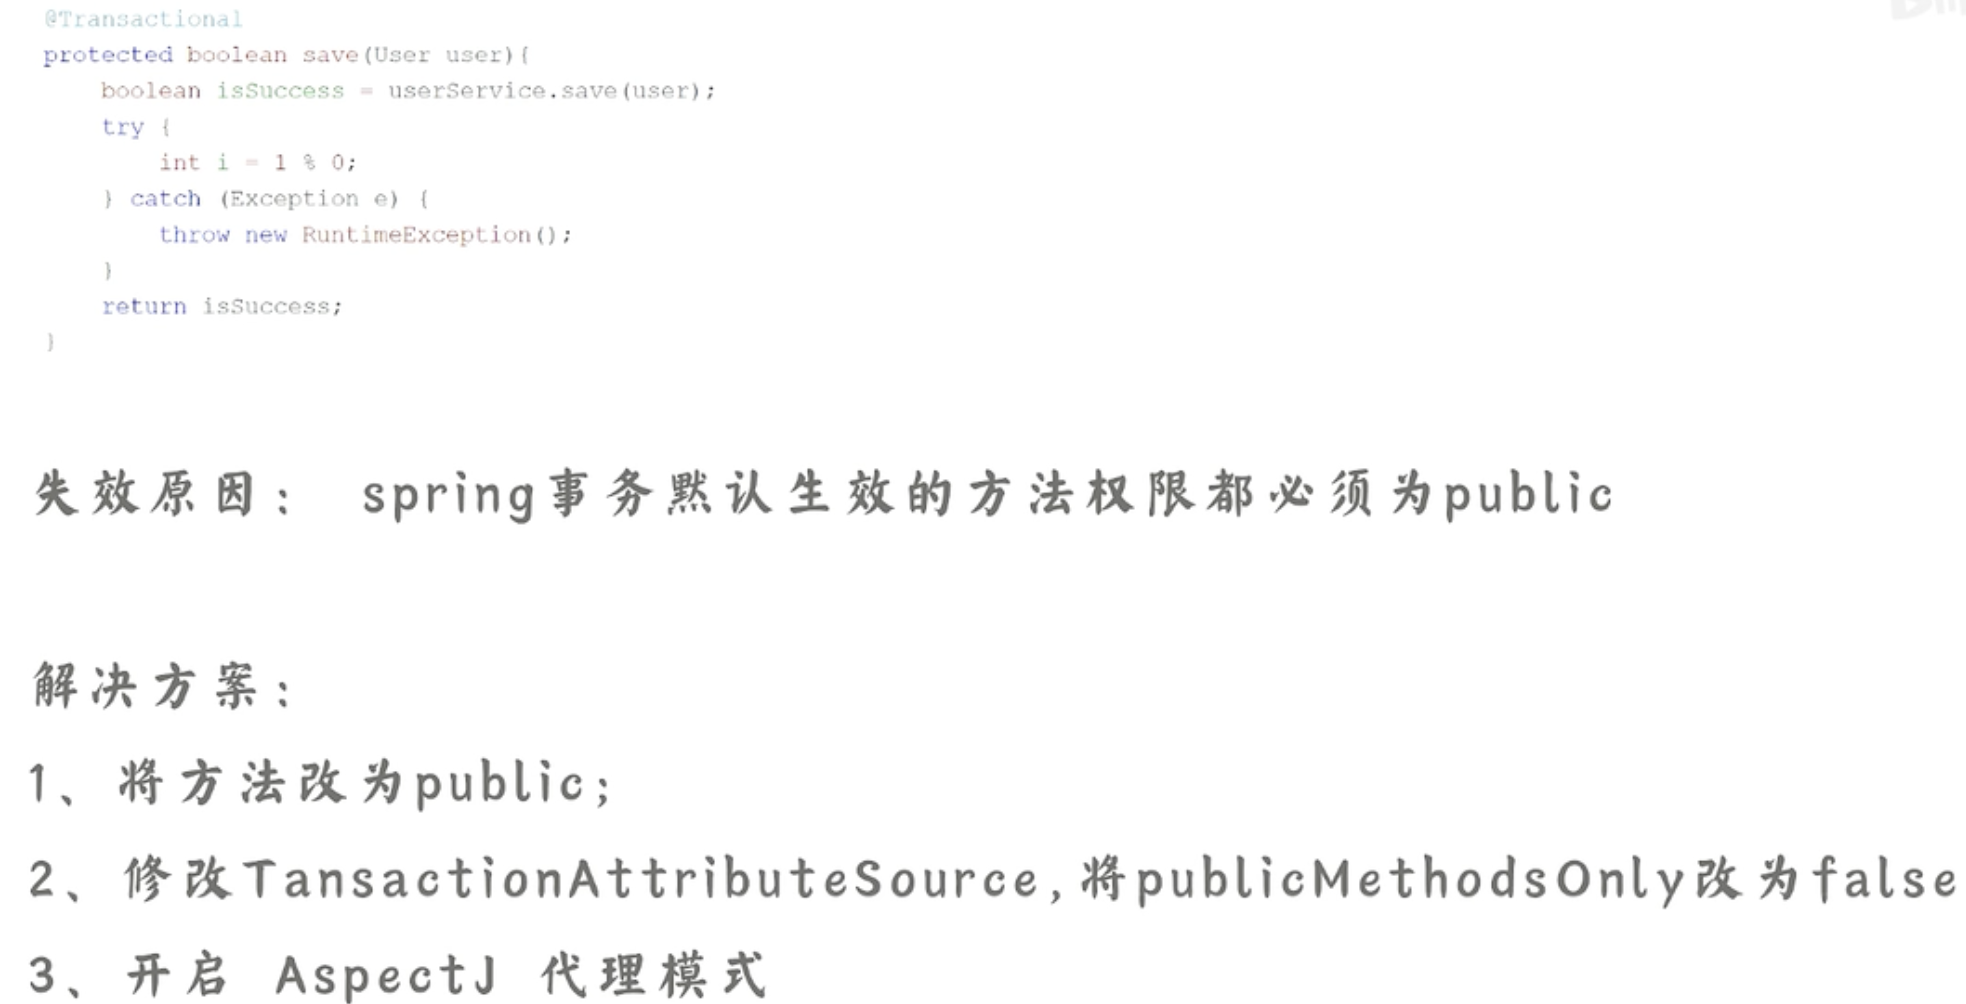 @Transactional
protected boolean save(User user){
boolean isSuccess = userService.save(user);
try {
int i = 1 % 0;
} catch (Exception e) {
throw new RuntimeException();
}
return isSuccess;
}
失效原因： spring事务默认生效的方法权限都必须为public
解决方案：
1、将方法改为public；
2、修改TansactionAttributeSource,将publicMethodsOnly改为false
3、开启 AspectJ 代理模式